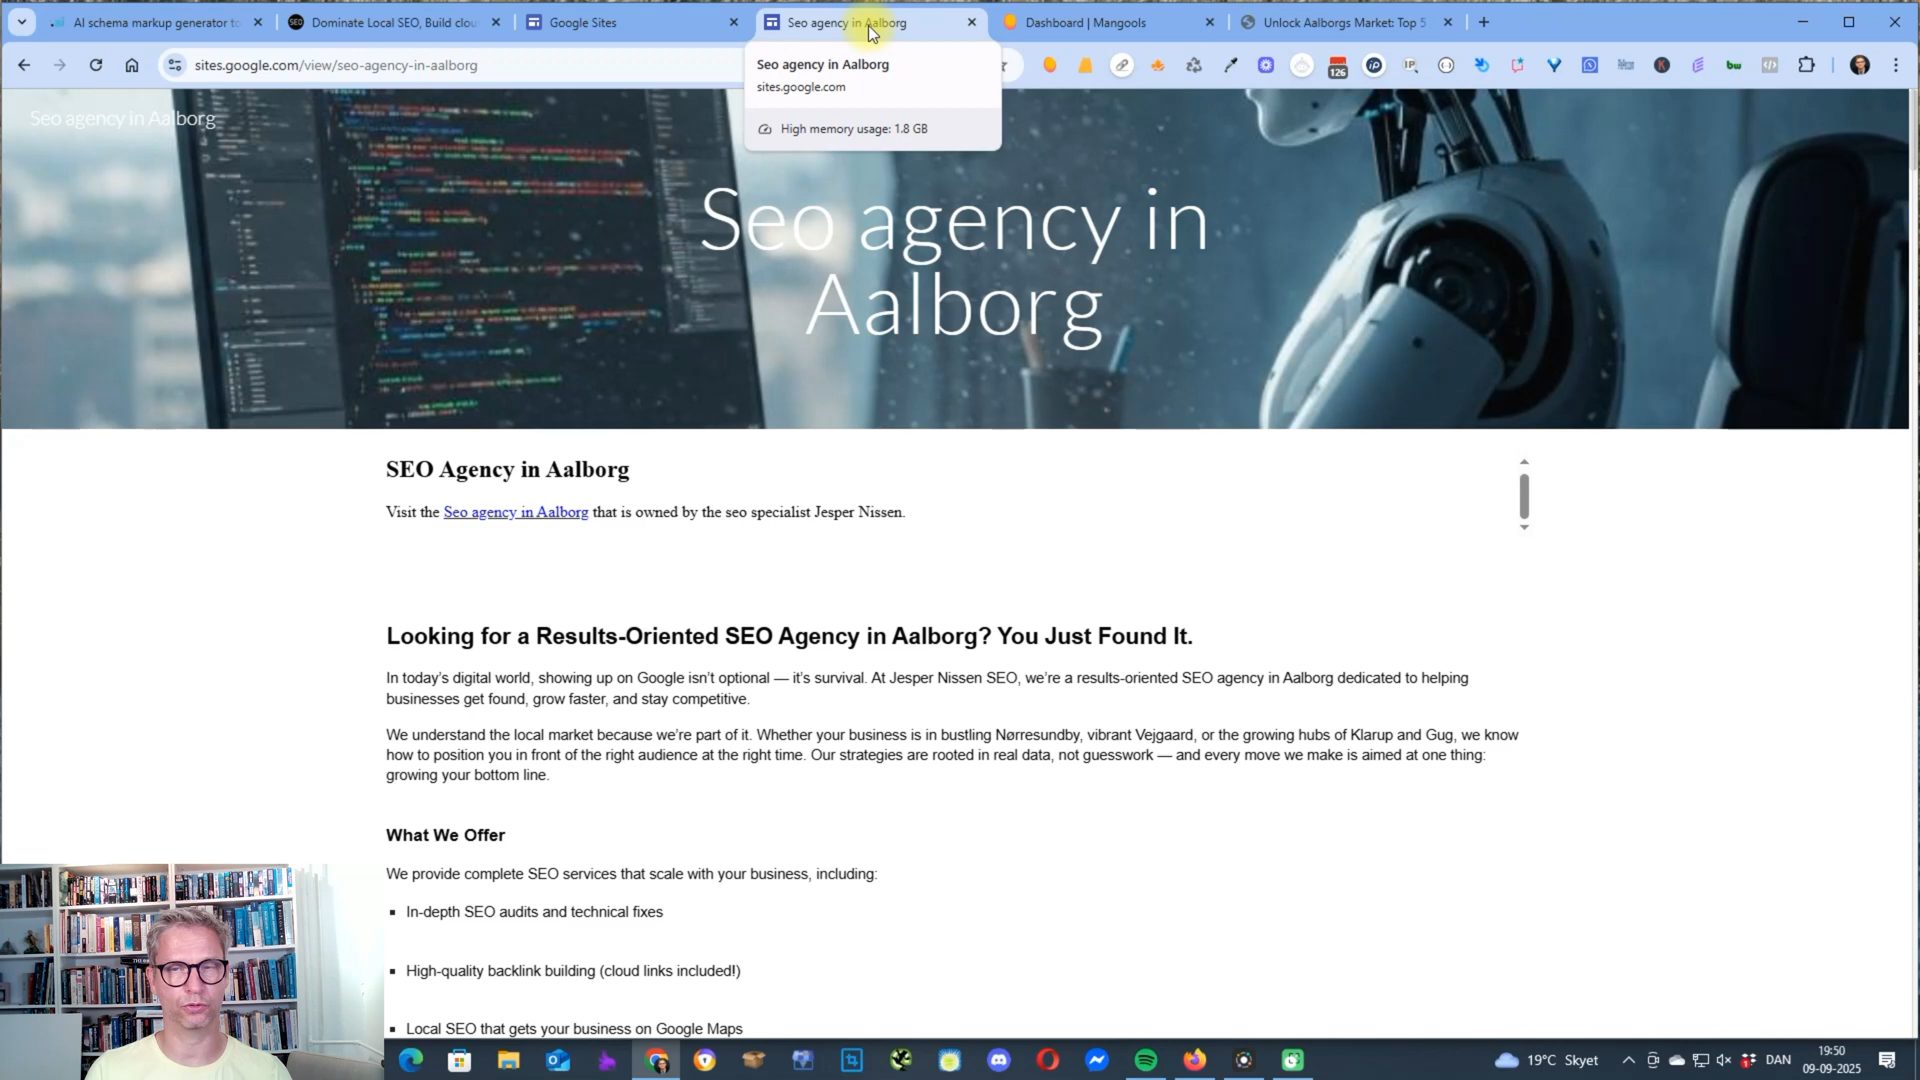 AI schema markup generator to
Dominate Local SEO, Build clou
Google Sites
Seo agency in Aalborg
Dashboard | Mangools
Unlock Aalborgs Market: Top 5
sites.google.com/view/seo-agency-in-aalborg
126
Seo agency in Aalborg
sites.google.com
High memory usage: 1.8 GB
Seo agency in Aalborg
Seo agency in
Aalborg
SEO Agency in Aalborg
Visit the Seo agency in Aalborg that is owned by the seo specialist Jesper Nissen.
Looking for a Results-Oriented SEO Agency in Aalborg? You Just Found It.
In today’s digital world, showing up on Google isn’t optional — it’s survival. At Jesper Nissen SEO, we’re a results-oriented SEO agency in Aalborg dedicated to helping
businesses get found, grow faster, and stay competitive.
We understand the local market because we’re part of it. Whether your business is in bustling Nørresundby, vibrant Vejgaard, or the growing hubs of Klarup and Gug, we know
how to position you in front of the right audience at the right time. Our strategies are rooted in real data, not guesswork — and every move we make is aimed at one thing:
growing your bottom line.
What We Offer
We provide complete SEO services that scale with your business, including:
▪ In-depth SEO audits and technical fixes
▪ High-quality backlink building (cloud links included!)
▪ Local SEO that gets your business on Google Maps
19°C Skyet
DAN
19:50
09-09-2025